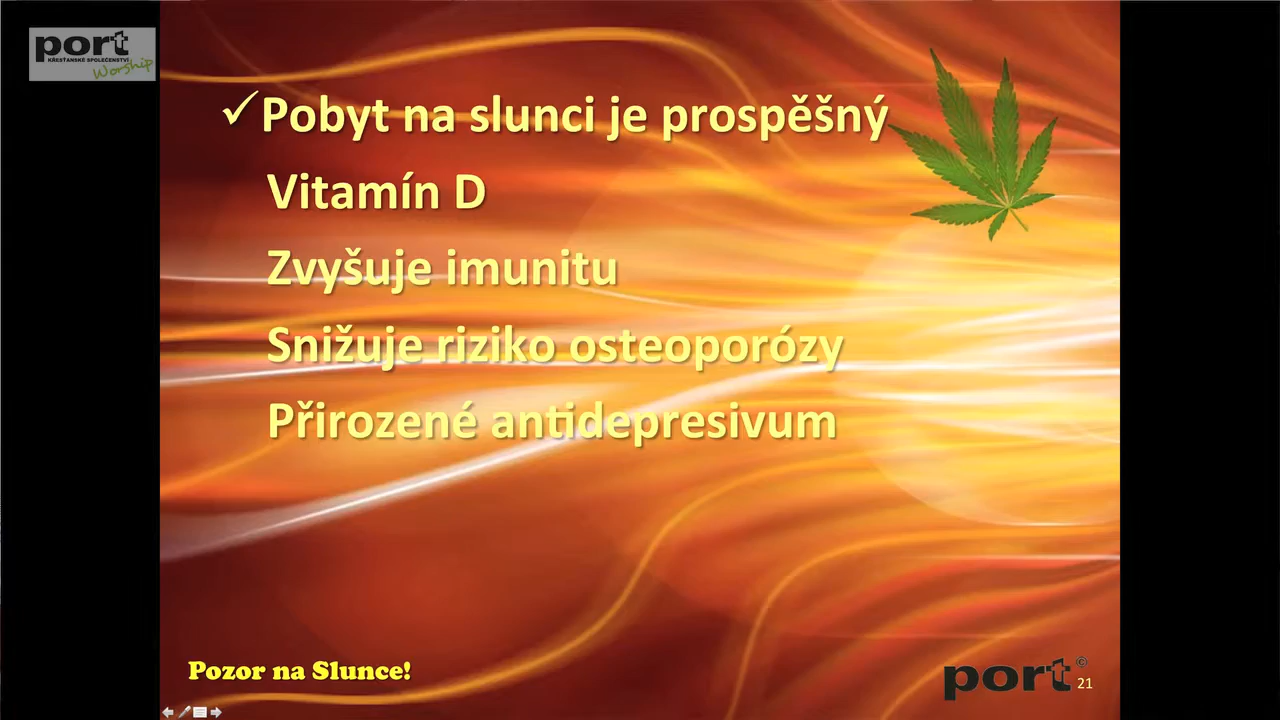 port
KŘESŤANSKÉ SPOLEČENSTVÍ
Worship
✓Pobyt na slunci je prospěšný
Vitamín D
Zvyšuje imunitu
Snižuje riziko osteoporózy
Přirozené antidepresivum
Pozor na Slunce!
port ©
21